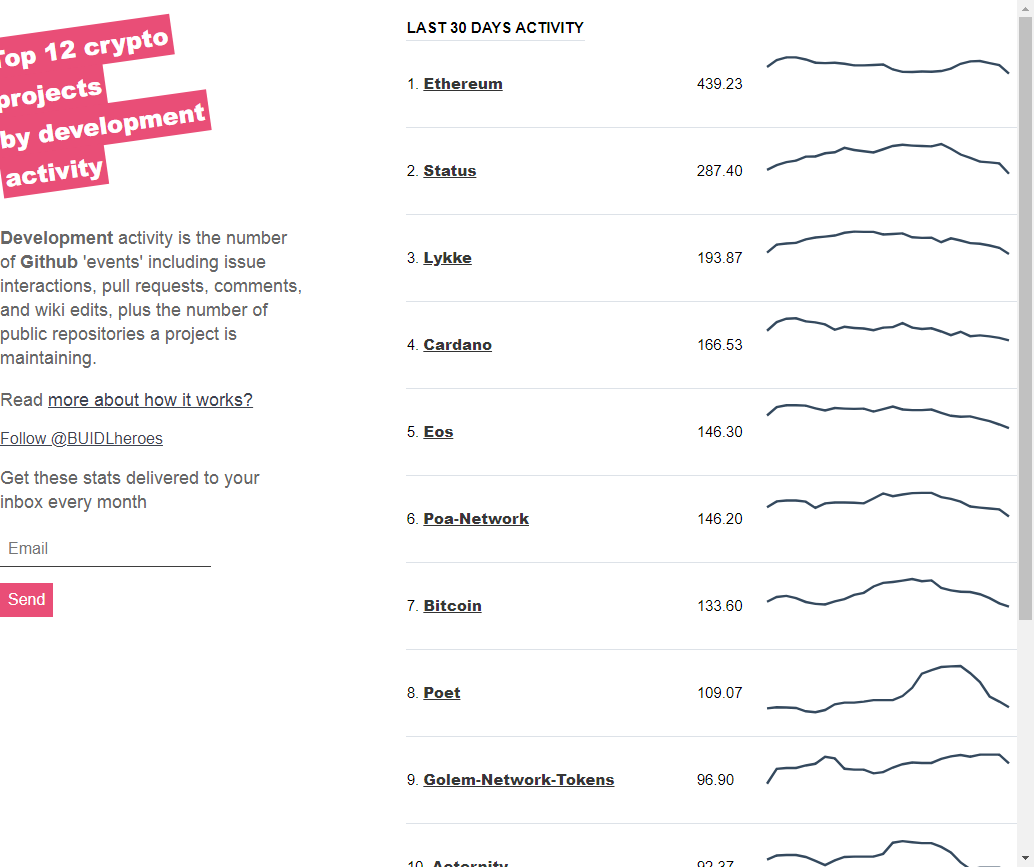 Top 12 crypto
projects
by development
activity
Development activity is the number
of Github 'events' including issue
interactions, pull requests, comments,
and wiki edits, plus the number of
public repositories a project is
maintaining.
Read more about how it works?
Follow @BUIDLheroes
Get these stats delivered to your
inbox every month
Email
Send
LAST 30 DAYS ACTIVITY
1. Ethereum 439.23
2. Status 287.40
3. Lykke 193.87
4. Cardano 166.53
5. Eos 146.30
6. Poa-Network 146.20
7. Bitcoin 133.60
8. Poet 109.07
9. Golem-Network-Tokens 96.90
10. Aeternity 92.37